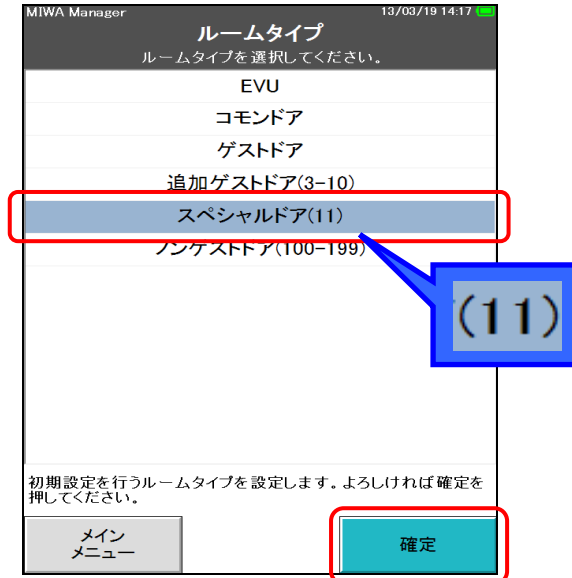 MIWA Manager 13/03/19 14:17
ルームタイプ
ルームタイプを選択してください。
EVU
コモンドア
ゲストドア
追加ゲストドア(3-10)
スペシャルドア(11)
ノンゲストドア(100-199)
(11)
初期設定を行うルームタイプを設定します。よろしければ確定を
押してください。
メイン
メニュー
確定